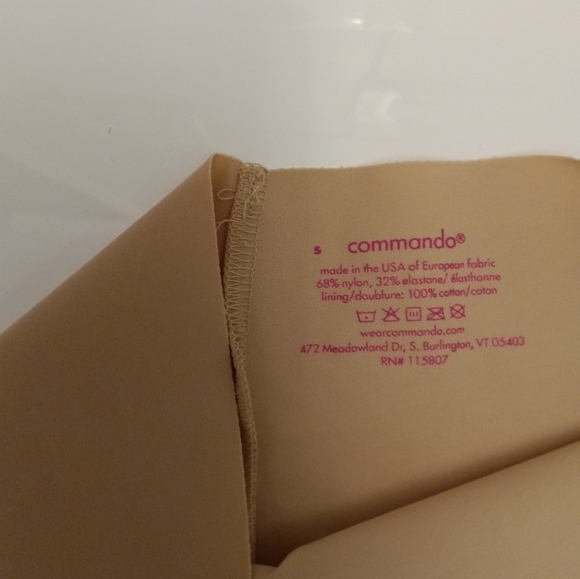 s commando®
made in the USA of European fabric
68% nylon, 32% elastane/ élasthanne
lining/doublure: 100% cotton/coton
wearcommando.com
472 Meadowland Dr, S. Burlington, VT 05403
RN# 115807